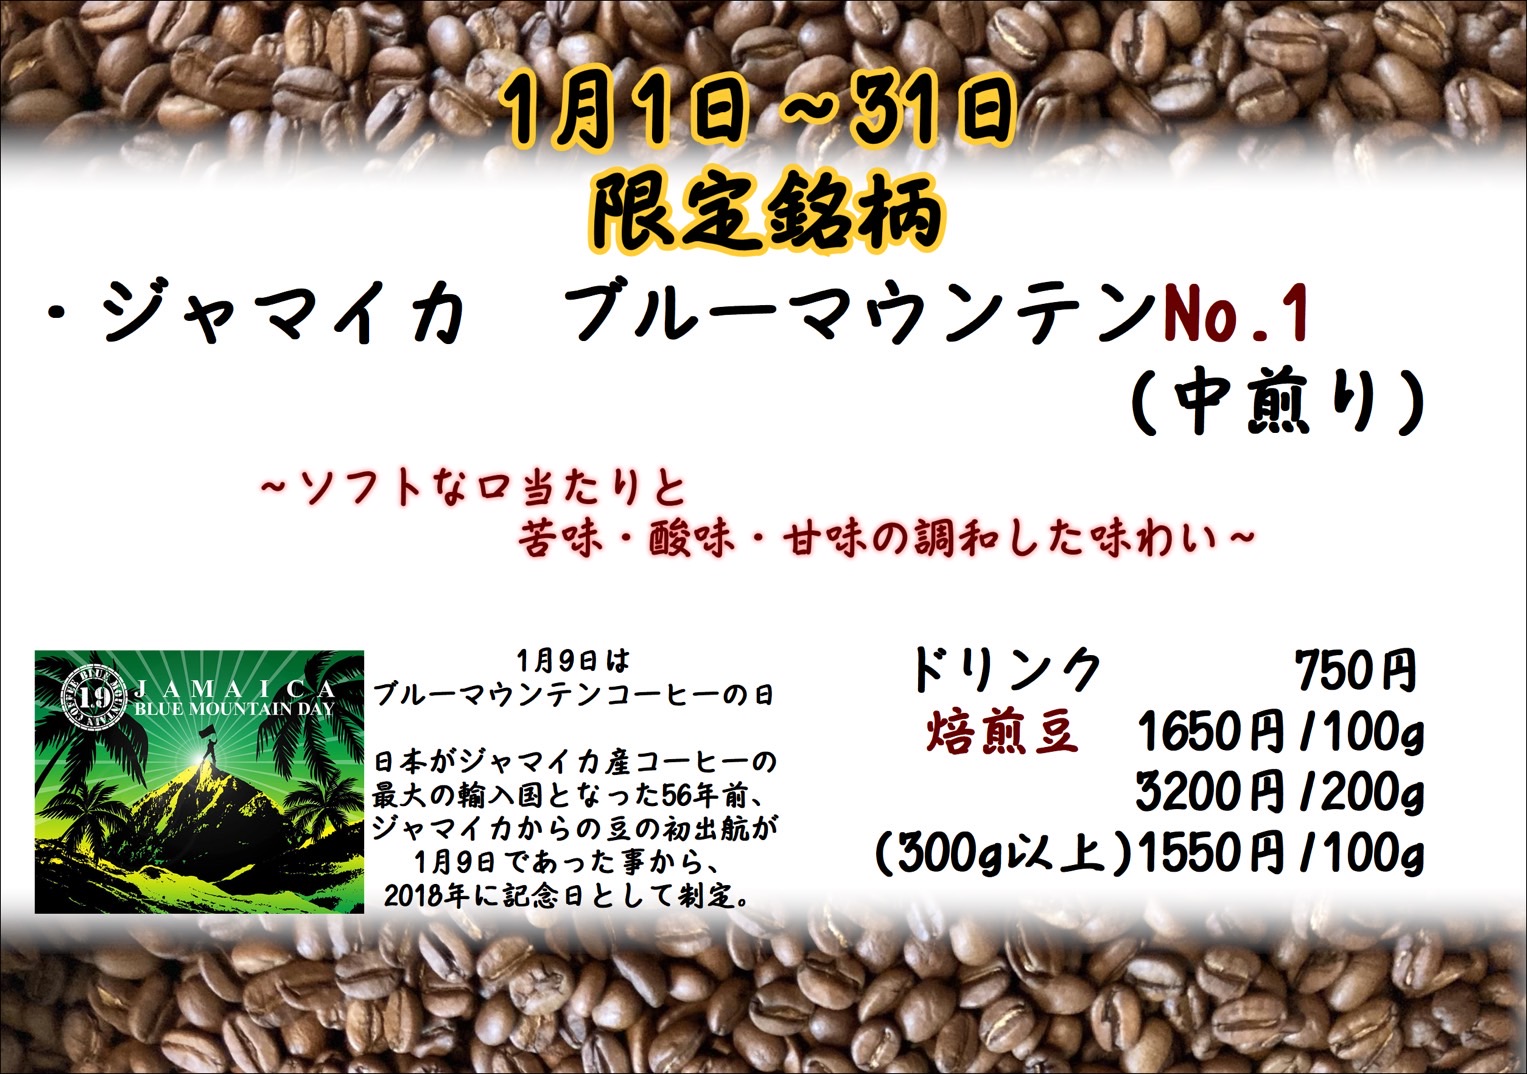 1月1日～31日
限定銘柄
・ジャマイカ　ブルーマウンテンNo.1
(中煎り)
～ソフトな口当たりと
苦味・酸味・甘味の調和した味わい～
COFFEE BLUE MOUNTAIN
1.9
JAMAICA
BLUE MOUNTAIN DAY
1月9日は
ブルーマウンテンコーヒーの日
日本がジャマイカ産コーヒーの
最大の輸入国となった56年前、
ジャマイカからの豆の初出航が
1月9日であった事から、
2018年に記念日として制定。
ドリンク　750円
焙煎豆　1650円/100g
3200円/200g
(300g以上)1550円/100g